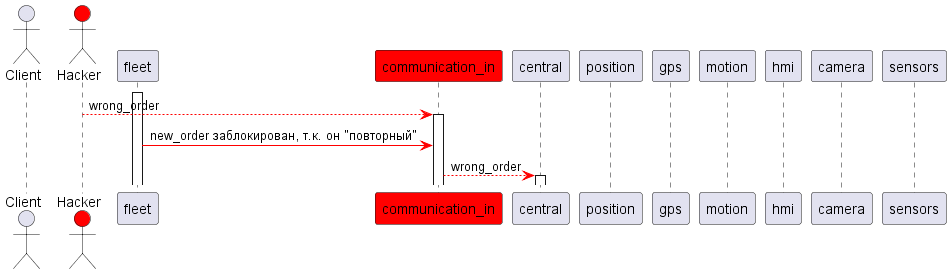 Client
Hacker
fleet
communication_in
central
position
gps
motion
hmi
camera
sensors
wrong_order
new_order заблокирован, т.к. он "повторный"
wrong_order
Client
Hacker
fleet
communication_in
central
position
gps
motion
hmi
camera
sensors